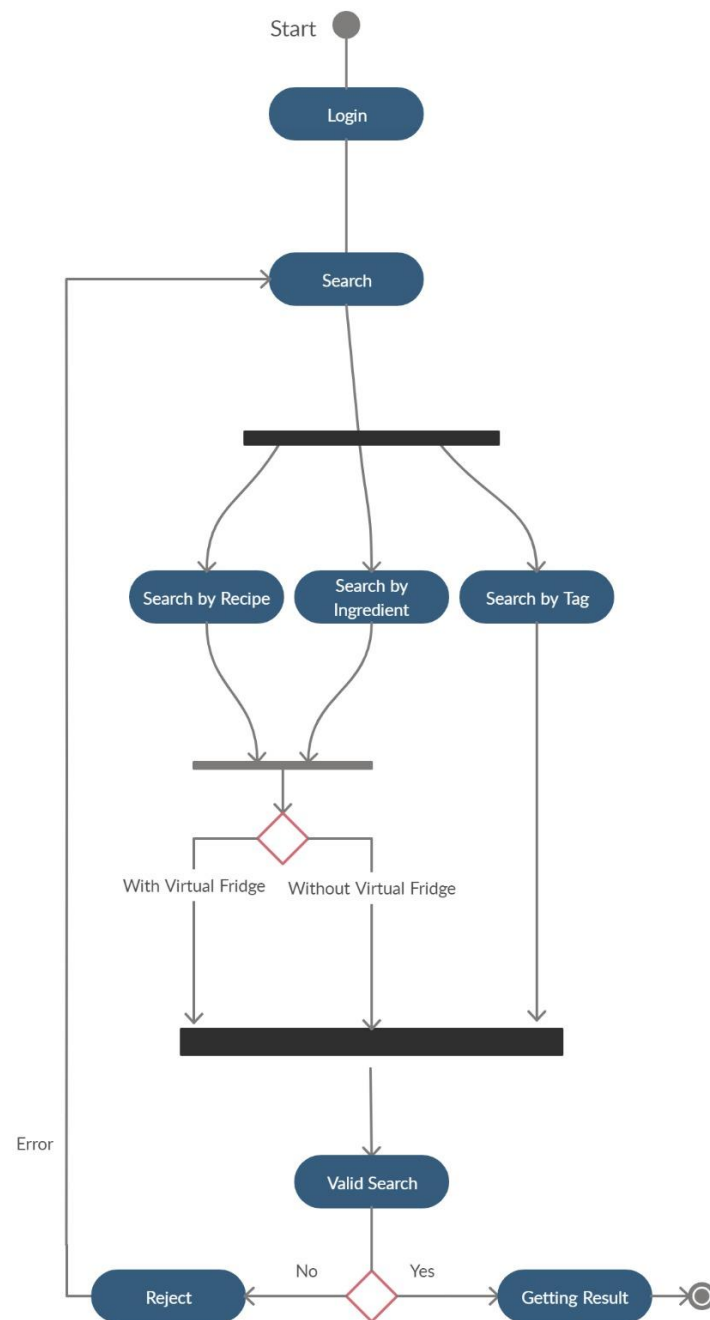 Start
Login
Search
Search by Recipe
Search by
Ingredient
Search by Tag
With Virtual Fridge
Without Virtual Fridge
Error
Valid Search
No
Yes
Reject
Getting Result